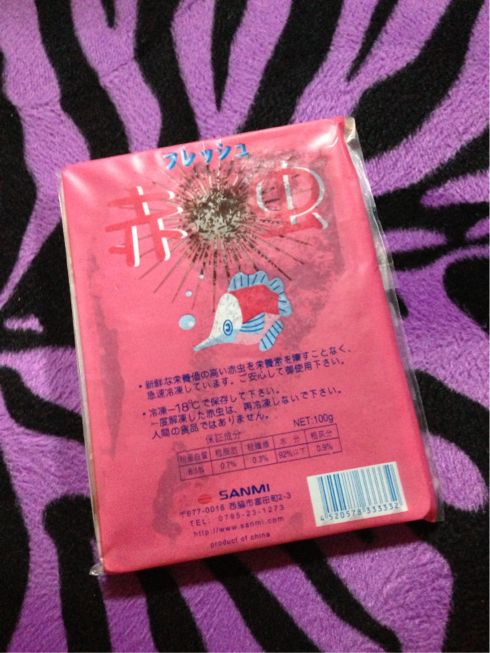 フレッシュ
赤虫
・新鮮な栄養価の高い赤虫を栄養素を壊すことなく、
急速冷凍しています。ご安心して御使用下さい。
・冷凍−18℃で保存して下さい。
一度解凍した赤虫は、再冷凍しないで下さい。
人間の食品ではありません。
NET:100g
保証成分
粗蛋白質 粗脂肪 粗繊維 水 分 粗灰分
0.7% 0.3% 92%以下 0.9%
SANMI
〒677-0016 西脇市富田町2-3
TEL. 0795-23-1273
http://www.sanmi.com/
product of china
4 520578 333332